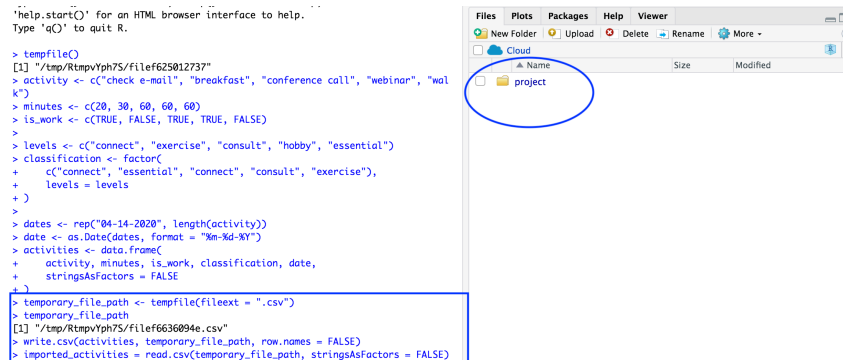 'help.start()' for an HTML browser interface to help.
Type 'q()' to quit R.
> tempfile()
[1] "/tmp/RtmpvYph7S/filef625012737"
> activity <- c("check e-mail", "breakfast", "conference call", "webinar", "wal
k")
> minutes <- c(20, 30, 60, 60, 60)
> is_work <- c(TRUE, FALSE, TRUE, TRUE, FALSE)
>
> levels <- c("connect", "exercise", "consult", "hobby", "essential")
> classification <- factor(
+     c("connect", "essential", "connect", "consult", "exercise"),
+     levels = levels
+ )
>
> dates <- rep("04-14-2020", length(activity))
> date <- as.Date(dates, format = "%m-%d-%Y")
> activities <- data.frame(
+     activity, minutes, is_work, classification, date,
+     stringsAsFactors = FALSE
+ )
> temporary_file_path <- tempfile(fileext = ".csv")
> temporary_file_path
[1] "/tmp/RtmpvYph7S/filef6636094e.csv"
> write.csv(activities, temporary_file_path, row.names = FALSE)
> imported_activities = read.csv(temporary_file_path, stringsAsFactors = FALSE)
Files Plots Packages Help Viewer
New Folder Upload Delete Rename More
Cloud
Name Size Modified
project